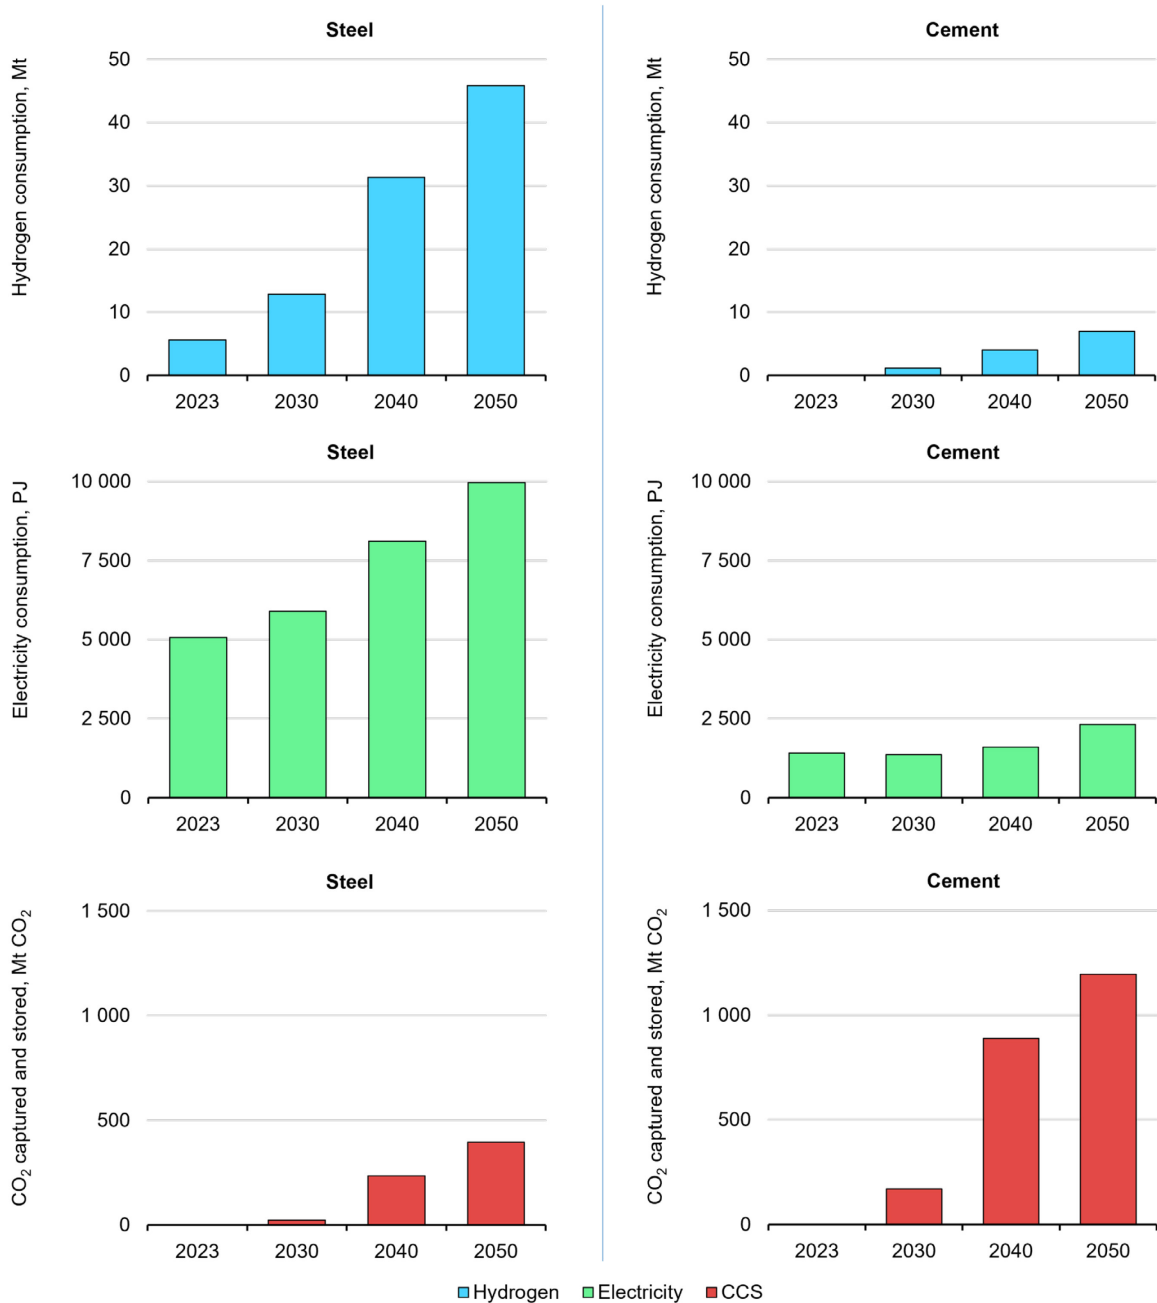 Steel
Hydrogen consumption, Mt
50
40
30
20
10
0
2023 2030 2040 2050
Cement
Hydrogen consumption, Mt
50
40
30
20
10
0
2023 2030 2040 2050
Steel
Electricity consumption, PJ
10 000
7 500
5 000
2 500
0
2023 2030 2040 2050
Cement
Electricity consumption, PJ
10 000
7 500
5 000
2 500
0
2023 2030 2040 2050
Steel
CO₂ captured and stored, Mt CO₂
1 500
1 000
500
0
2023 2030 2040 2050
Cement
CO₂ captured and stored, Mt CO₂
1 500
1 000
500
0
2023 2030 2040 2050
Hydrogen Electricity CCS